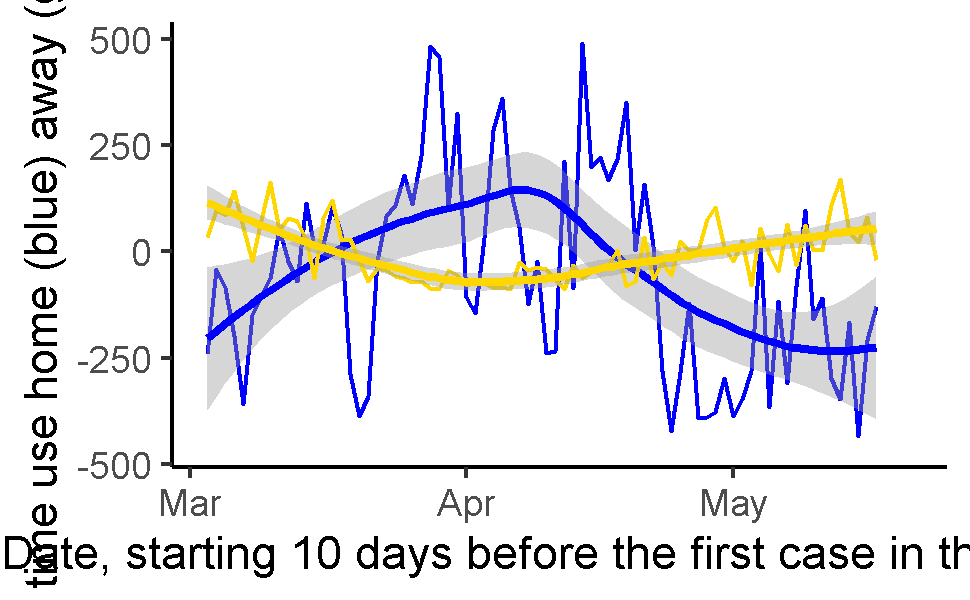 time use home (blue) away (
500
250
0
-250
-500
Mar Apr May
Date, starting 10 days before the first case in th